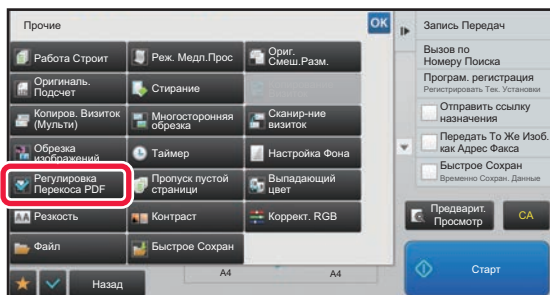 Прочие
OK
Работа Строит
Реж. Медл.Прос
Ориг.
Смеш.Разм.
Оригиналь.
Подсчет
Стирание
Копиров. Визиток
(Мульти)
Многосторонняя
обрезка
Сканир-ние
визиток
Обрезка
изображений
Таймер
Настройка Фона
Регулировка
Перекоса PDF
Пропуск пустой
страници
Выпадающий
цвет
AA Резкость
Контраст
Коррект. RGB
Файл
Быстрое Сохран
Назад
A4
A4
Запись Передач
Вызов по
Номеру Поиска
Програм. регистрация
Регистрировать Тек. Установки
Отправить ссылку
назначения
Передать То Же Изоб.
как Адрес Факса
Быстрое Сохран
Временно Сохран. Данные
Предварит.
Просмотр
CA
Старт